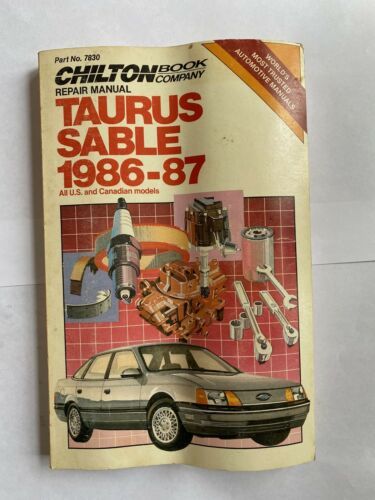 Part No. 7830
CHILTON BOOK COMPANY
REPAIR MANUAL
WORLD'S
MOST TRUSTED
AUTOMOTIVE MANUALS
TAURUS
SABLE
1986-87
All U.S. and Canadian models